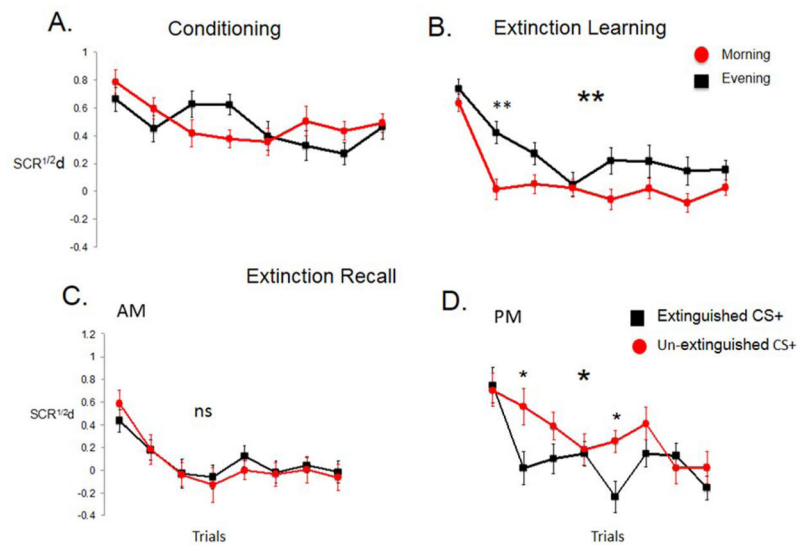 A.
Conditioning
B.
Extinction Learning
Morning
Evening
1
0.8
0.6
0.4
0.2
0
0.2
0.4
SCR1/2d
**
**
Extinction Recall
C.
AM
D.
PM
Extinguished CS+
Un-extinguished CS+
1.2
1
0.8
0.6
0.4
0.2
0
-0.2
0.4
SCR1/2d
ns
*
*
*
Trials
Trials